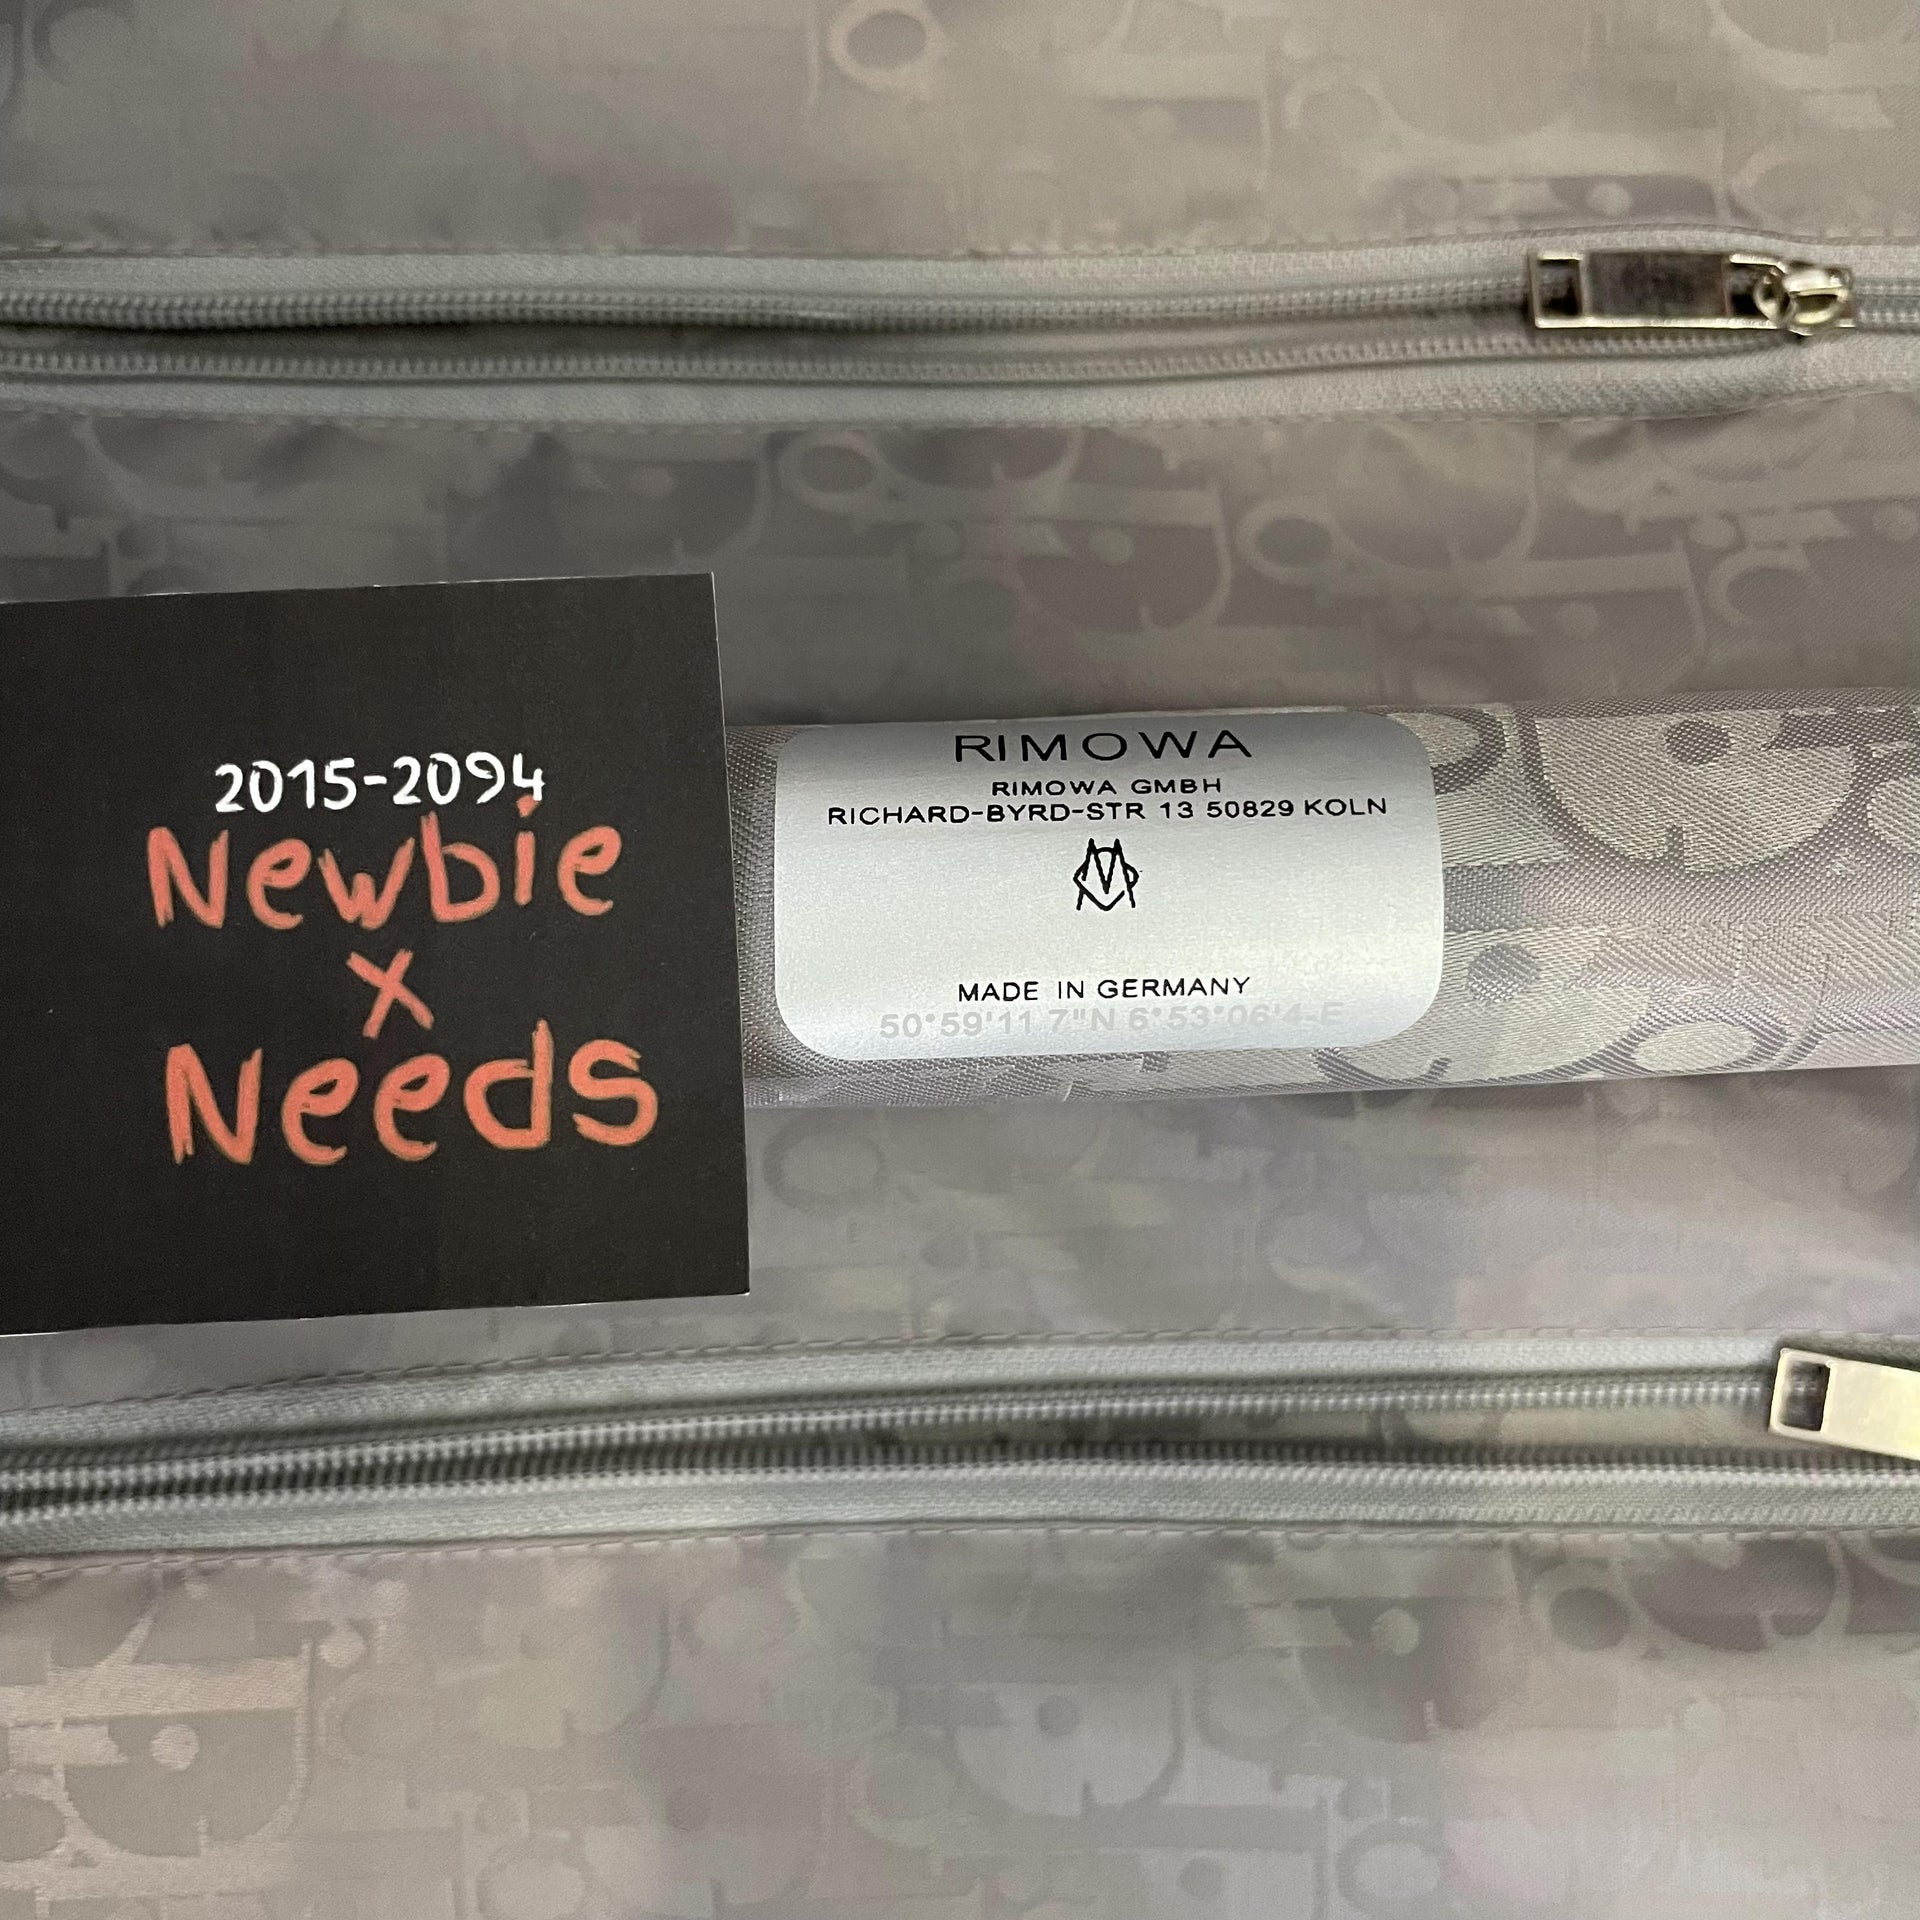 2015-2094
Newbie
x
Needs
RIMOWA
RIMOWA GMBH
RICHARD-BYRD-STR 13 50829 KOLN
MADE IN GERMANY
50°59'11 7"N 6°53°06'4-E